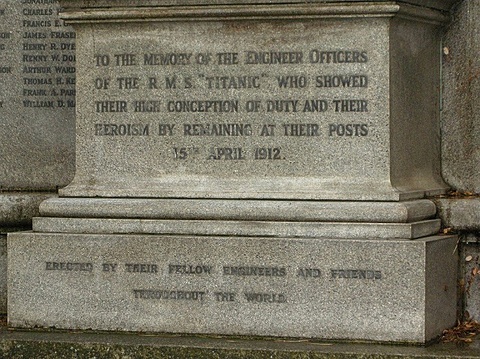 CHARLES
FRANCIS E.
JAMES FRASER
HENRY R. DYE
RENNY W. DO
ARTHUR WARD
THOMAS H. KE
FRANK A. PAR
WILLIAM D. M
TO THE MEMORY OF THE ENGINEER OFFICERS
OF THE R.M.S. "TITANIC", WHO SHOWED
THEIR HIGH CONCEPTION OF DUTY AND THEIR
HEROISM BY REMAINING AT THEIR POSTS
15TH APRIL 1912.
ERECTED BY THEIR FELLOW ENGINEERS AND FRIENDS
THROUGHOUT THE WORLD.